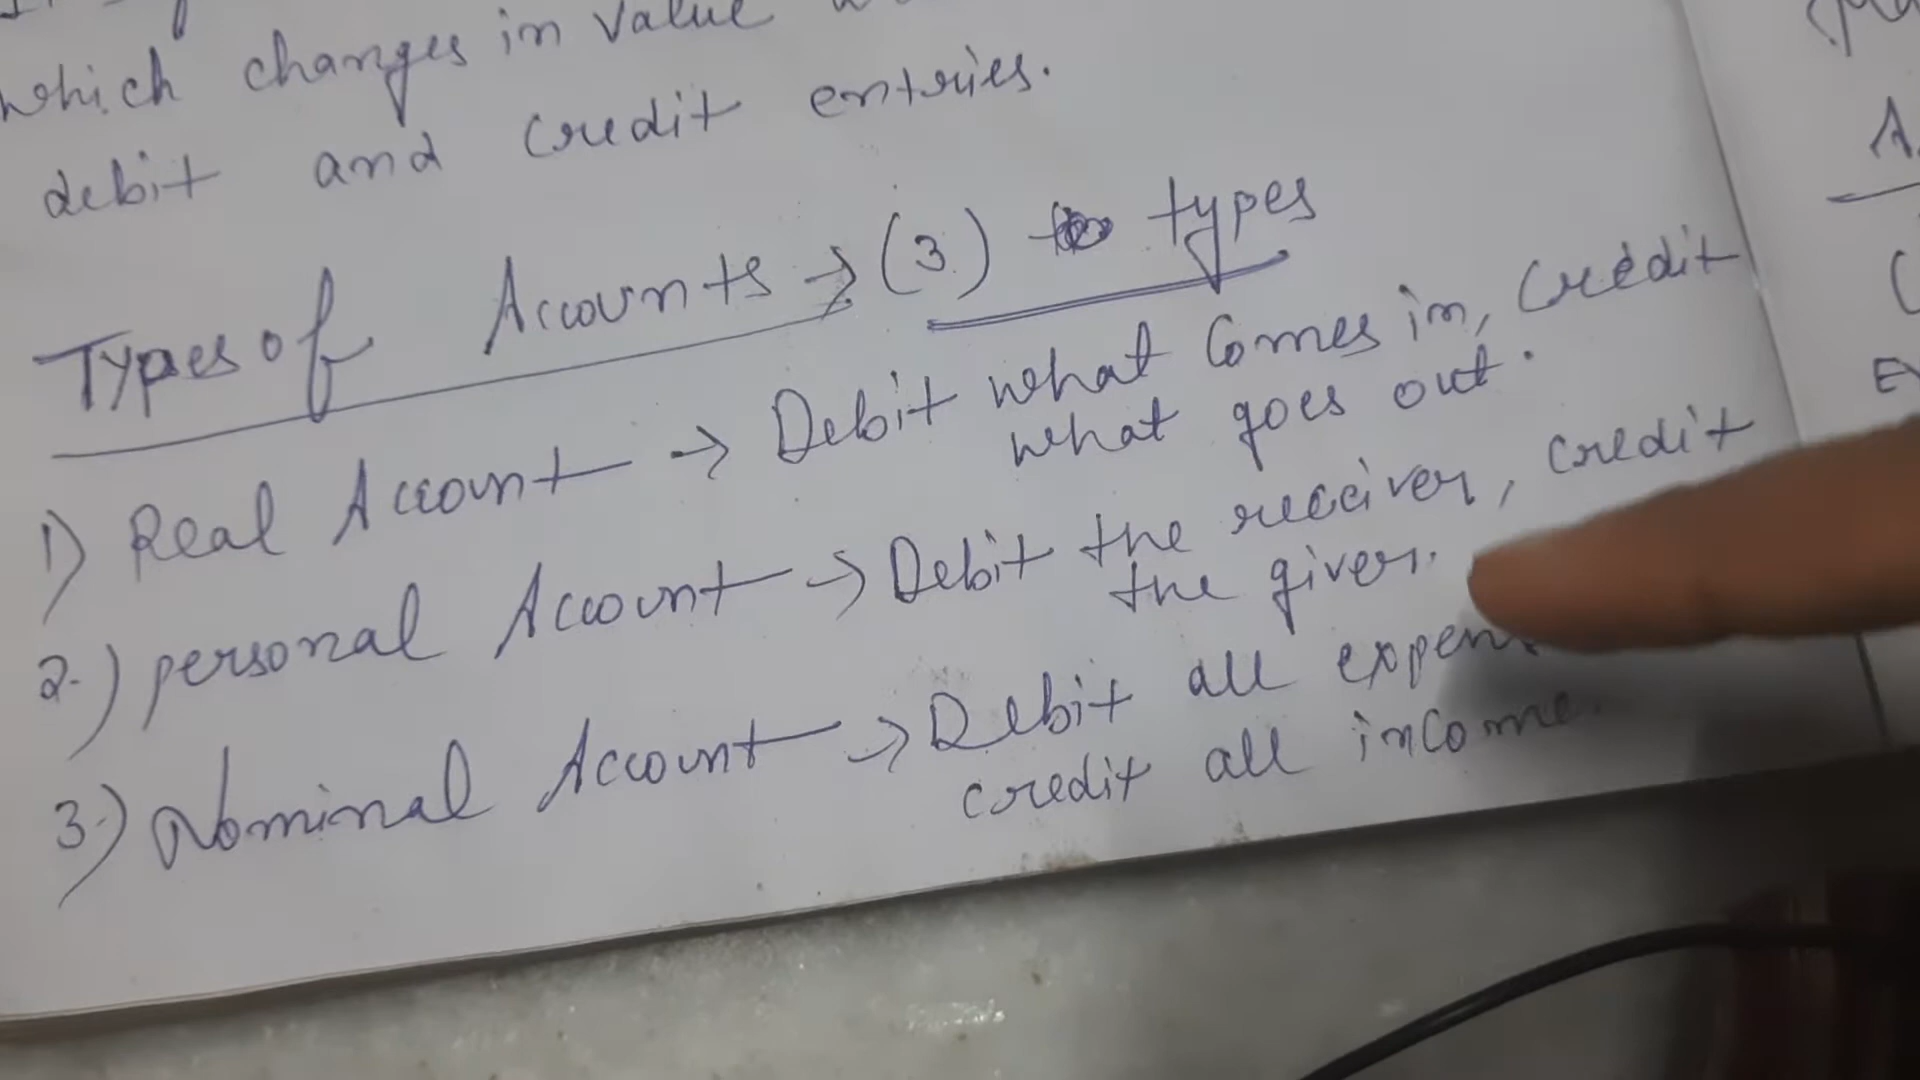 which changes in value
debit and credit entries.
Types of Accounts → (3) types
1) Real Account → Debit what Comes in, Credit
what goes out.
2.) personal Account → Debit the receiver, credit
the giver.
3.) Nominal Account → Debit all
credit all income.